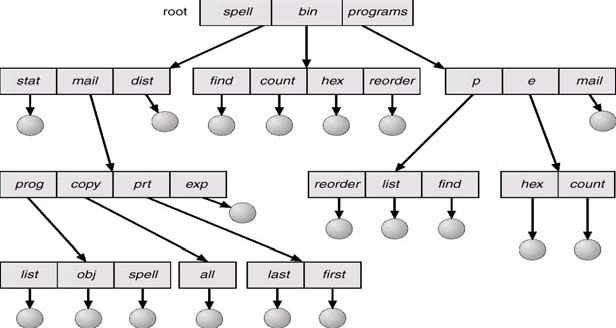 root spell bin programs
stat mail dist find count hex reorder p e mail
prog copy prt exp reorder list find hex count
list obj spell all last first